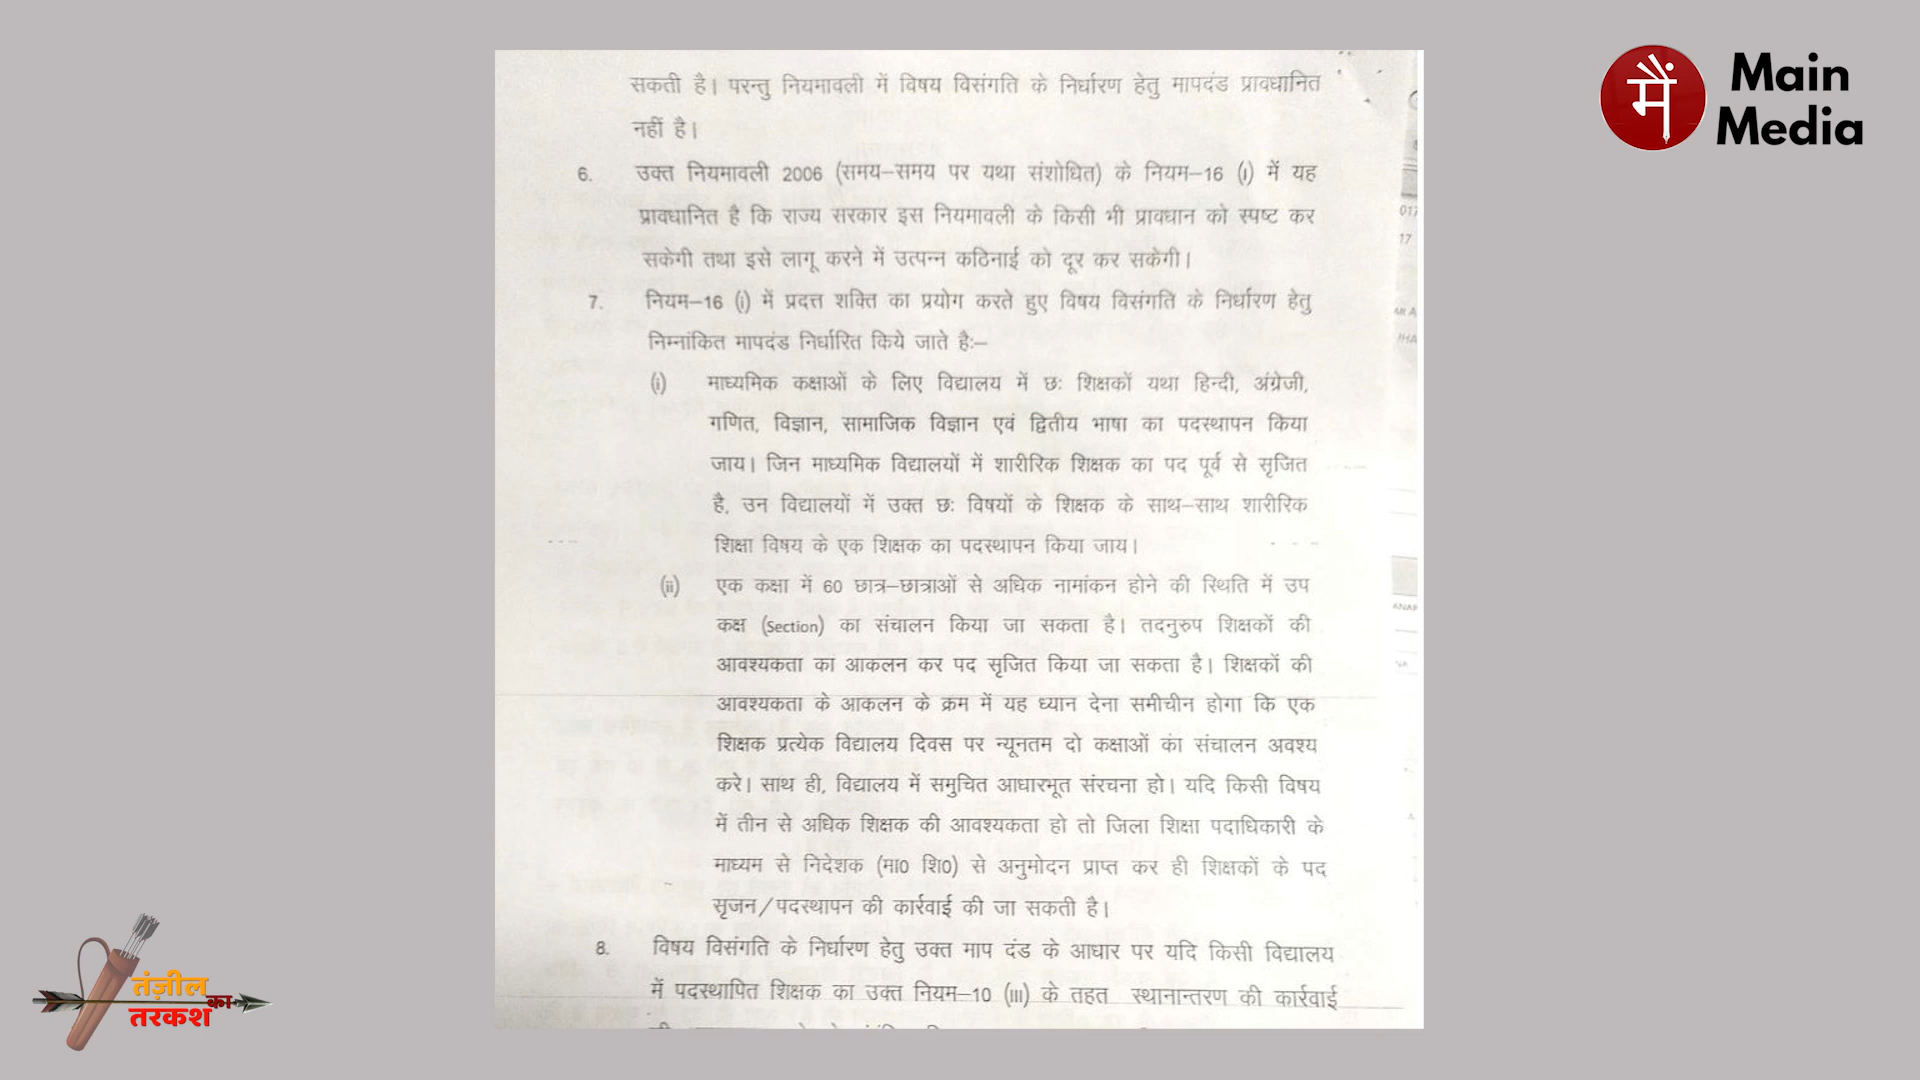 मैं
Main
Media
सकती है। परन्तु नियमावली में विषय विसंगति के निर्धारण हेतु मापदंड प्रावधानित
नहीं है।
6. उक्त नियमावली 2006 (समय–समय पर यथा संशोधित) के नियम–16 (i) में यह
प्रावधानित है कि राज्य सरकार इस नियमावली के किसी भी प्रावधान को स्पष्ट कर
सकेगी तथा इसे लागू करने में उत्पन्न कठिनाई को दूर कर सकेगी।
7. नियम–16 (i) में प्रदत्त शक्ति का प्रयोग करते हुए विषय विसंगति के निर्धारण हेतु
निम्नांकित मापदंड निर्धारित किये जाते हैः–
(i) माध्यमिक कक्षाओं के लिए विद्यालय में छः शिक्षकों यथा हिन्दी, अंग्रेजी,
गणित, विज्ञान, सामाजिक विज्ञान एवं द्वितीय भाषा का पदस्थापन किया
जाय। जिन माध्यमिक विद्यालयों में शारीरिक शिक्षक का पद पूर्व से सृजित
है, उन विद्यालयों में उक्त छः विषयों के शिक्षक के साथ–साथ शारीरिक
शिक्षा विषय के एक शिक्षक का पदस्थापन किया जाय।
(ii) एक कक्षा में 60 छात्र–छात्राओं से अधिक नामांकन होने की स्थिति में उप
कक्ष (Section) का संचालन किया जा सकता है। तदनुरुप शिक्षकों की
आवश्यकता का आकलन कर पद सृजित किया जा सकता है। शिक्षकों की
आवश्यकता के आकलन के क्रम में यह ध्यान देना समीचीन होगा कि एक
शिक्षक प्रत्येक विद्यालय दिवस पर न्यूनतम दो कक्षाओं का संचालन अवश्य
करे। साथ ही, विद्यालय में समुचित आधारभूत संरचना हो। यदि किसी विषय
में तीन से अधिक शिक्षक की आवश्यकता हो तो जिला शिक्षा पदाधिकारी के
माध्यम से निदेशक (मा0 शि0) से अनुमोदन प्राप्त कर ही शिक्षकों के पद
सृजन/पदस्थापन की कार्रवाई की जा सकती है।
8. विषय विसंगति के निर्धारण हेतु उक्त माप दंड के आधार पर यदि किसी विद्यालय
में पदस्थापित शिक्षक का उक्त नियम–10 (III) के तहत स्थानान्तरण की कार्रवाई
तंज़ील
का
तरकश